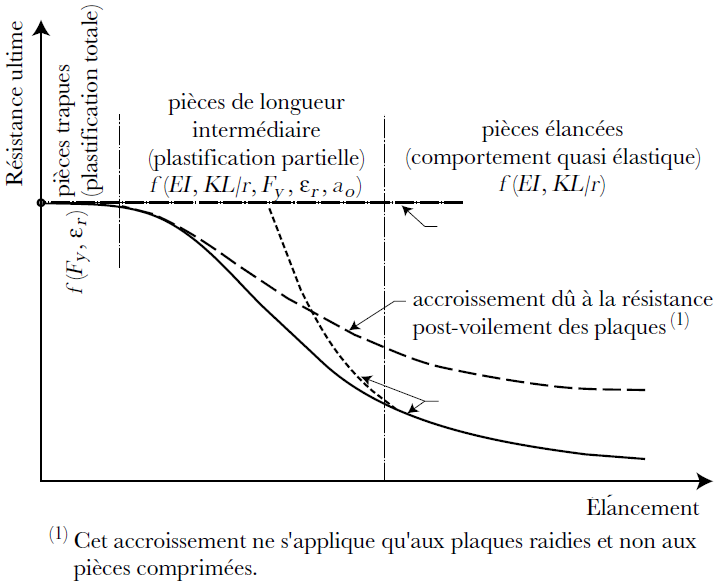 Résistance ultime
pièces trapues
(plastification totale)
f (Fy, εr)
pièces de longueur
intermédiaire
(plastification partielle)
f (EI, KL/r, Fy, εr, ao)
pièces élancées
(comportement quasi élastique)
f (EI, KL/r)
accroissement dû à la résistance
post-voilement des plaques (1)
Élancement
(1) Cet accroissement ne s'applique qu'aux plaques raidies et non aux
pièces comprimées.